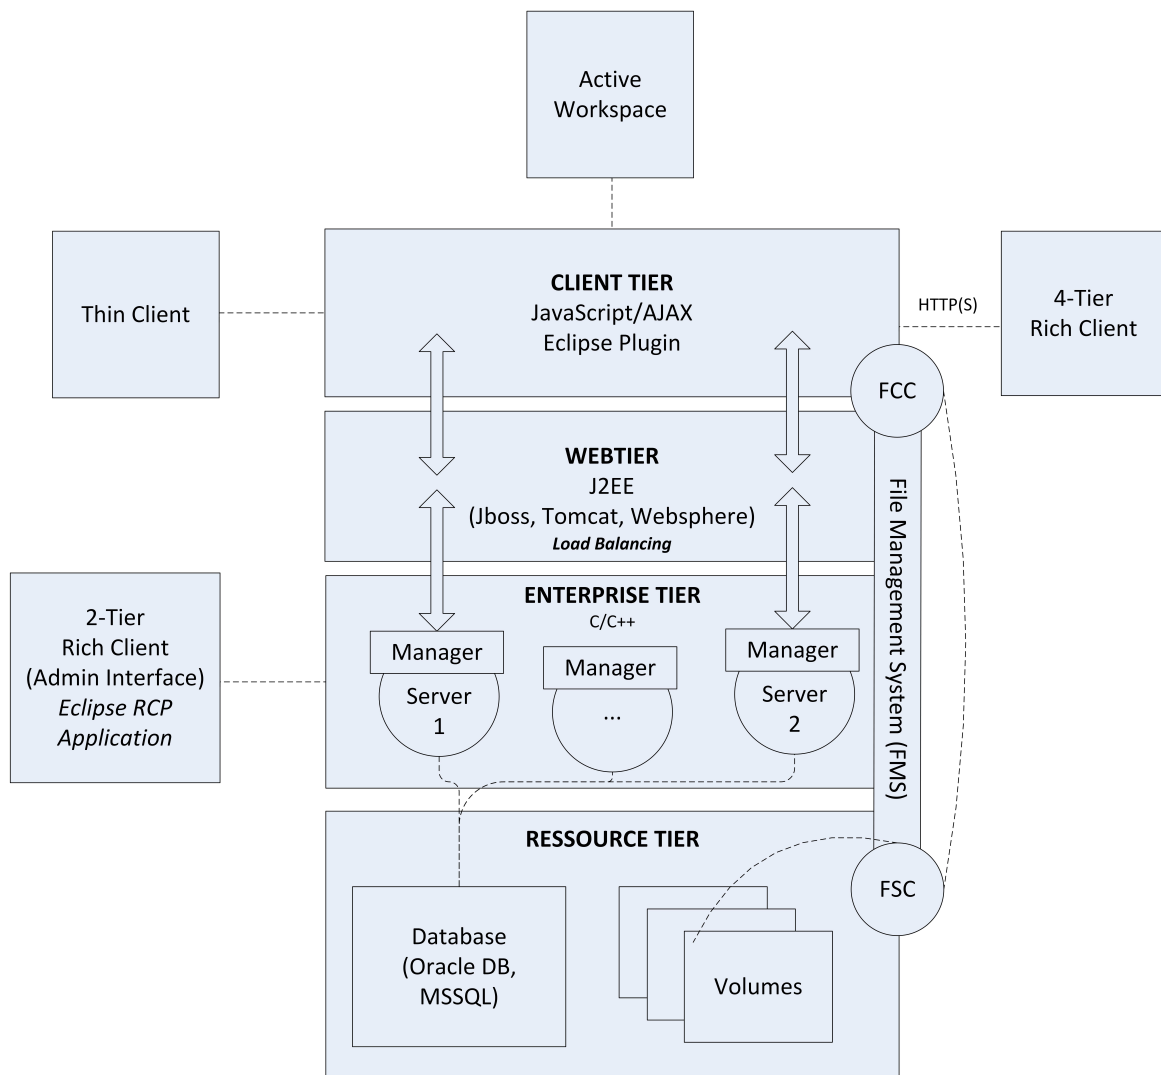 Active
Workspace
Thin Client
CLIENT TIER
JavaScript/AJAX
Eclipse Plugin
HTTP(S)
4-Tier
Rich Client
FCC
WEBTIER
J2EE
(Jboss, Tomcat, Websphere)
Load Balancing
File Management System (FMS)
2-Tier
Rich Client
(Admin Interface)
Eclipse RCP
Application
ENTERPRISE TIER
C/C++
Manager
Server
1
Manager
...
Manager
Server
2
RESSOURCE TIER
FSC
Database
(Oracle DB,
MSSQL)
Volumes